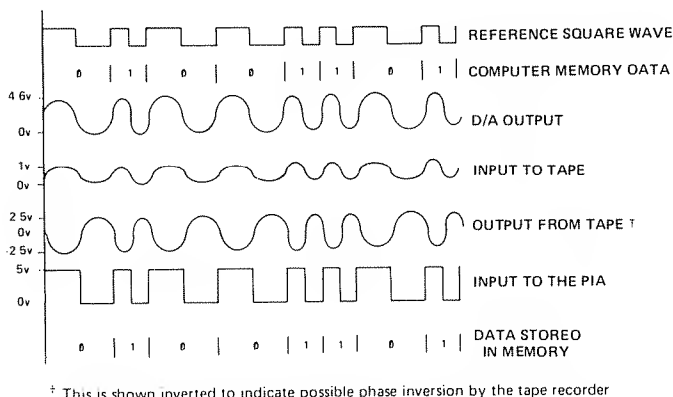 REFERENCE SQUARE WAVE
0 | 1 | 0 | 0 | 1 | 1 | 0 | 1 | COMPUTER MEMORY OATA
4 6v
0v
D/A OUTPUT
1v
0v
INPUT TO TAPE
2 5v
0v
-2 5v
OUTPUT FROM TAPE †
5v
0v
INPUT TO THE PIA
0 | 1 | 0 | 0 | 1 | 1 | 0 | 1 | DATA STOREO
IN MEMORY
‡ This is shown inverted to indicate possible phase inversion by the tape recorder